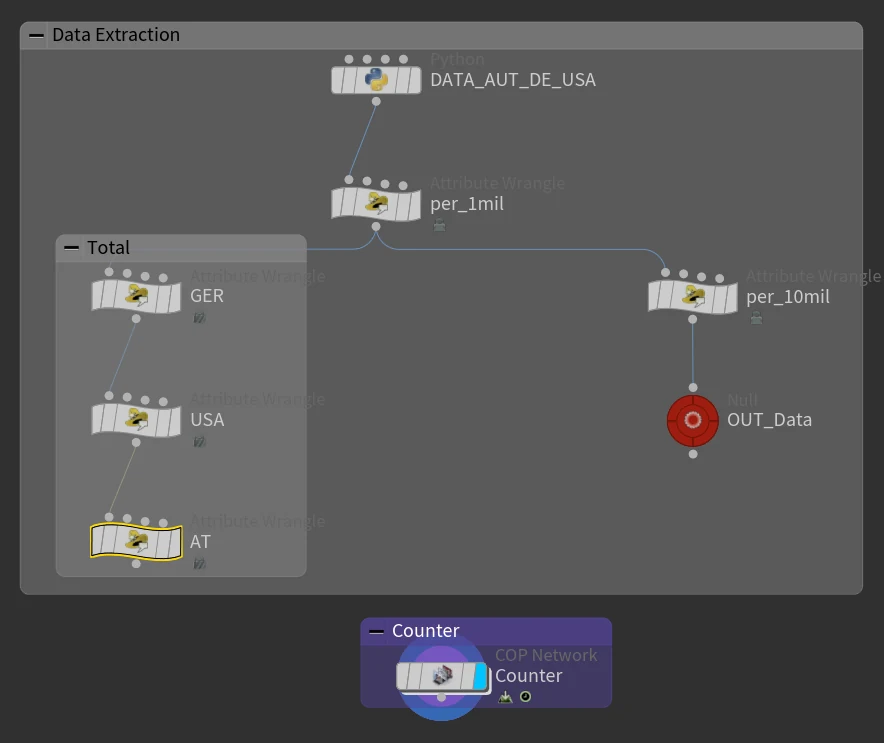 Data Extraction
Python
DATA_AUT_DE_USA
Attribute Wrangle
per_1mil
Total
Attribute Wrangle
GER
Attribute Wrangle
per_10mil
Attribute Wrangle
USA
Null
OUT_Data
Attribute Wrangle
AT
Counter
COP Network
Counter